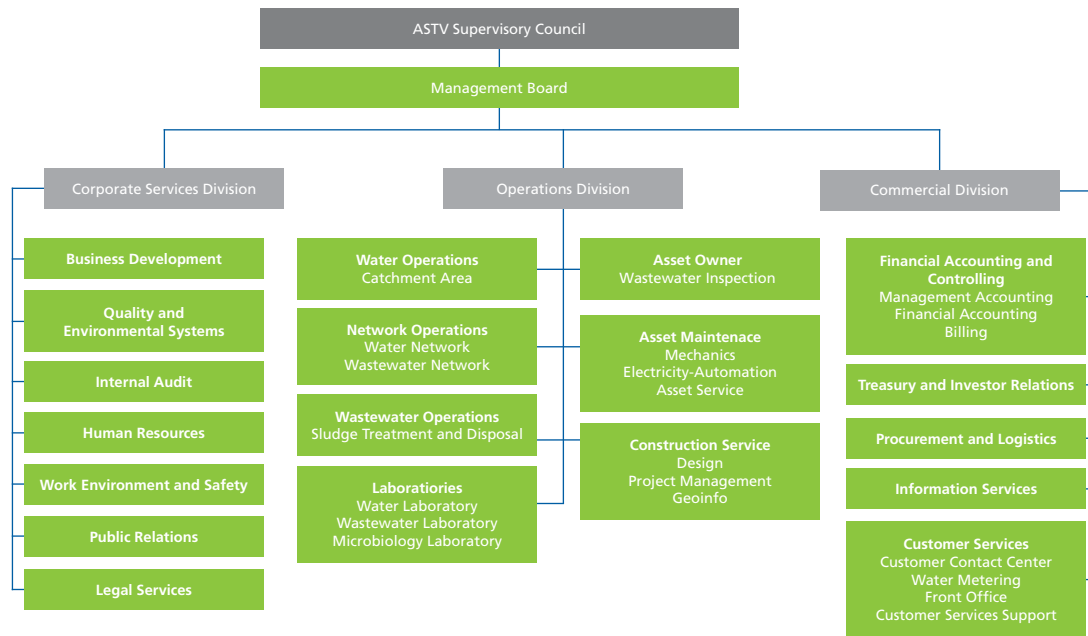 ASTV Supervisory Council
Management Board
Corporate Services Division
Business Development
Quality and
Environmental Systems
Internal Audit
Human Resources
Work Environment and Safety
Public Relations
Legal Services
Operations Division
Water Operations
Catchment Area
Network Operations
Water Network
Wastewater Network
Wastewater Operations
Sludge Treatment and Disposal
Laboratiories
Water Laboratory
Wastewater Laboratory
Microbiology Laboratory
Asset Owner
Wastewater Inspection
Asset Maintenace
Mechanics
Electricity-Automation
Asset Service
Construction Service
Design
Project Management
Geoinfo
Commercial Division
Financial Accounting and
Controlling
Management Accounting
Financial Accounting
Billing
Treasury and Investor Relations
Procurement and Logistics
Information Services
Customer Services
Customer Contact Center
Water Metering
Front Office
Customer Services Support